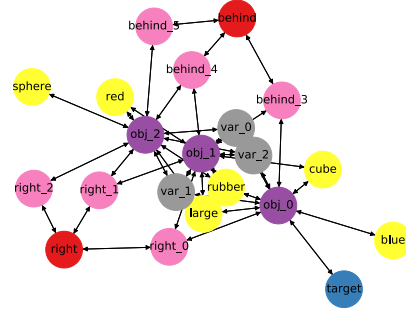 behind
behind_5
behind_4
sphere
red
behind_3
var_0
obj_2
obj_1
var_2
cube
right_2
right_1
var_1
rubber
large
obj_0
right
right_0
blue
target